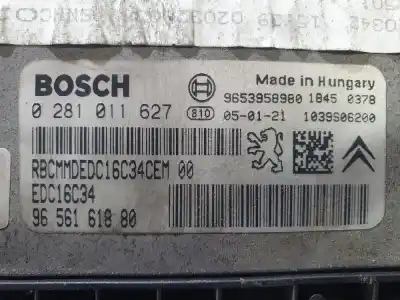 BOSCH
0 281 011 627
810
Made in Hungary
9653958980 1845 0378
05-01-21 1039S06200
RBCMMDEDC16C34CEM 00
EDC16C34
96 561 618 80